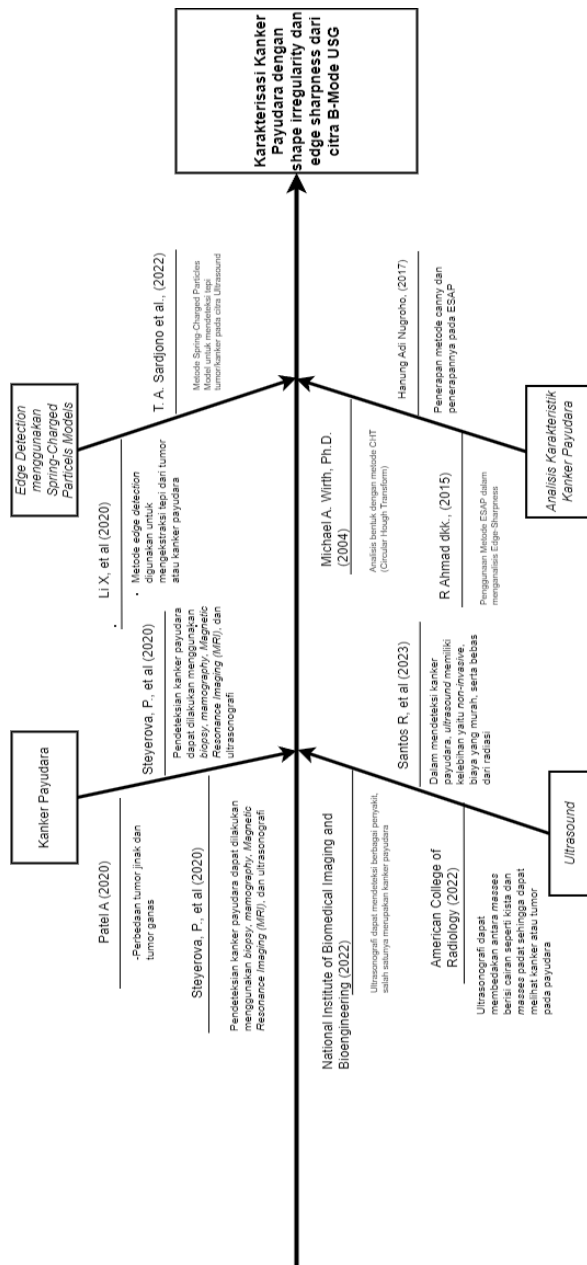 Kanker Payudara
Patel A (2020)
-Perbedaan tumor jinak dan
tumor ganas
Steyerova, P., et al (2020)
Pendeteksian kanker payudara dapat dilakukan
menggunakan biopsy, mamography, Magnetic
Resonance Imaging (MRI), dan ultrasonografi
Steyerova, P., et al (2020)
Pendeteksian kanker payudara
dapat dilakukan menggunakan
biopsy, mamography, Magnetic
Resonance Imaging (MRI), dan
ultrasonografi
Edge Detection
menggunakan
Spring-Charged
Particels Models
Li X, et al (2020)
• Metode edge detection
digunakan untuk
mengekstraksi tepi dari tumor
atau kanker payudara
T. A. Sardjono et al., (2022)
Metode Spring-Charged Particles
Model untuk mendeteksi tepi
tumor/kanker pada citra Ultrasound
Karakterisasi Kanker
Payudara dengan
shape irregularity dan
edge sharpness dari
citra B-Mode USG
National Institute of Biomedical Imaging and
Bioengineering (2022)
Ultrasonografi dapat mendeteksi berbagai penyakit,
salah satunya merupakan kanker payudara
American College of
Radiology (2022)
Ultrasonografi dapat
membedakan antara masses
berisi cairan seperti kista dan
masses padat sehingga dapat
melihat kanker atau tumor
pada payudara
Santos R, et al (2023)
Dalam mendeteksi kanker
payudara, ultrasound memiliki
kelebihan yaitu non-invasive,
biaya yang murah, serta bebas
dari radiasi
Ultrasound
Michael A. Wirth, Ph.D.
(2004)
Analisis bentuk dengan metode CHT
(Circular Hough Transform)
R Ahmad dkk., (2015)
Penggunaan Metode ESAP dalam
menganalisis Edge-Sharpness
Hanung Adi Nugroho, (2017)
Penerapan metode canny dan
penerapannya pada ESAP
Analisis Karakteristik
Kanker Payudara